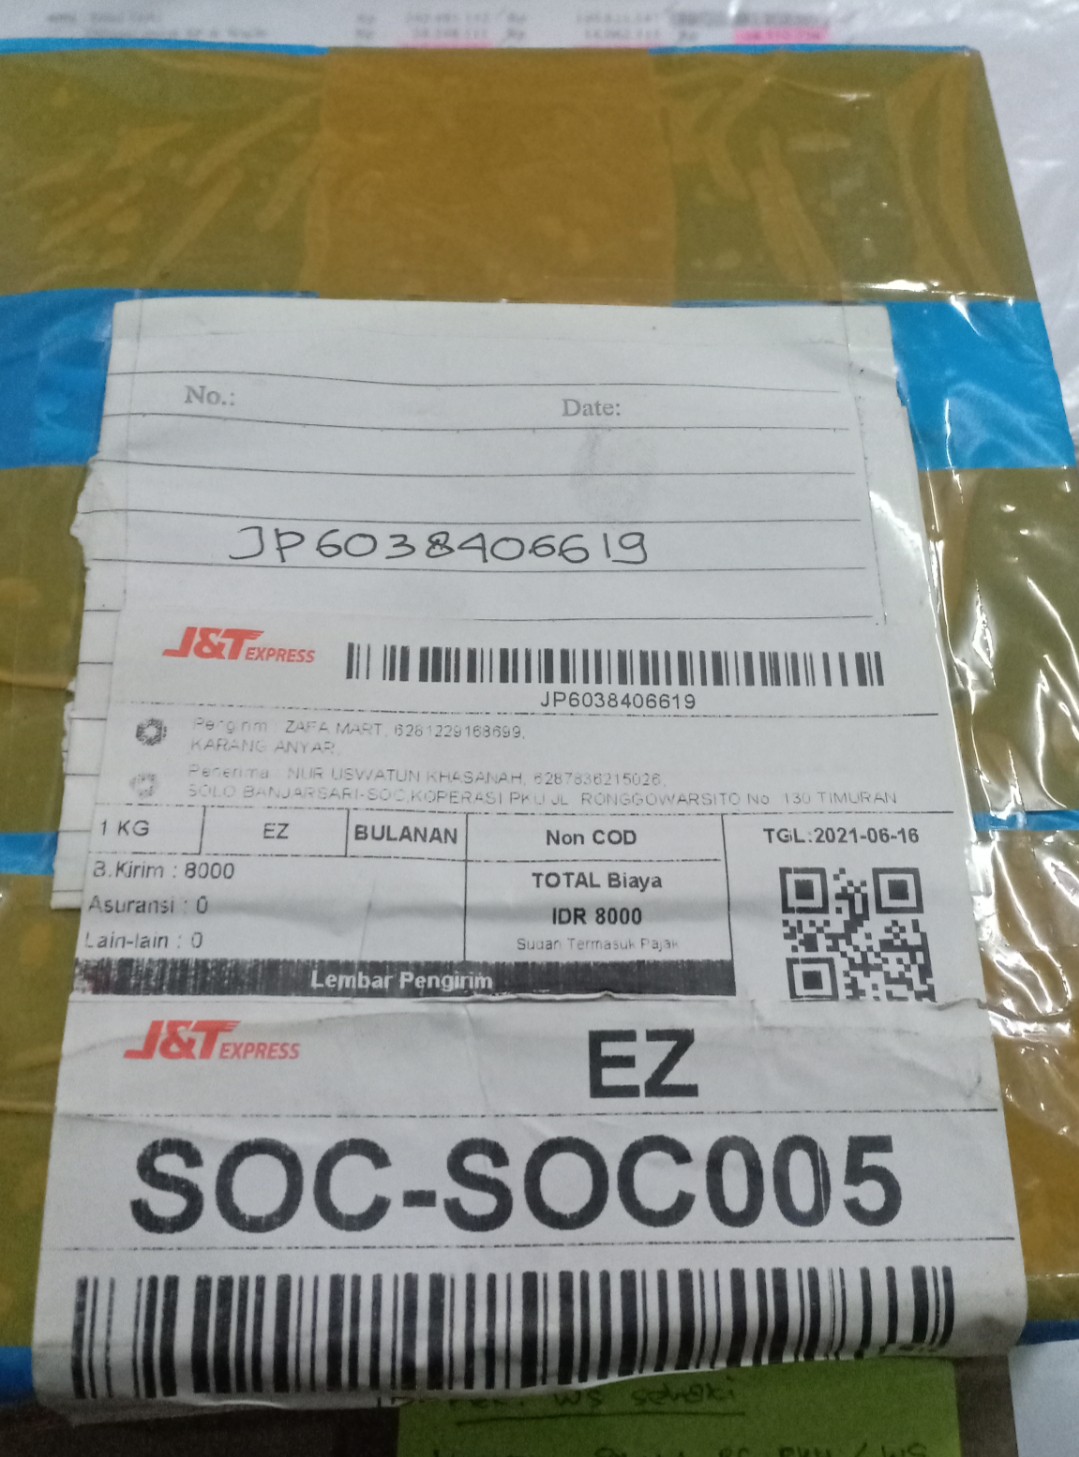 No.: Date:
JP6038406619
J&T EXPRESS
JP6038406619
Pengirim : ZAFA MART, 6281229168699,
KARANG ANYAR,
Penerima : NUR USWATUN KHASANAH, 6287836215026,
SOLO BANJARSARI-SOC,KOPERASI PKU JL. RONGGOWARSITO No. 130 TIMURAN
1 KG EZ BULANAN Non COD TGL.:2021-06-16
B.Kirim : 8000 TOTAL Biaya
Asuransi : 0 IDR 8000
Lain-lain : 0 Sudah Termasuk Pajak
Lembar Pengirim
J&T EXPRESS EZ
SOC-SOC005